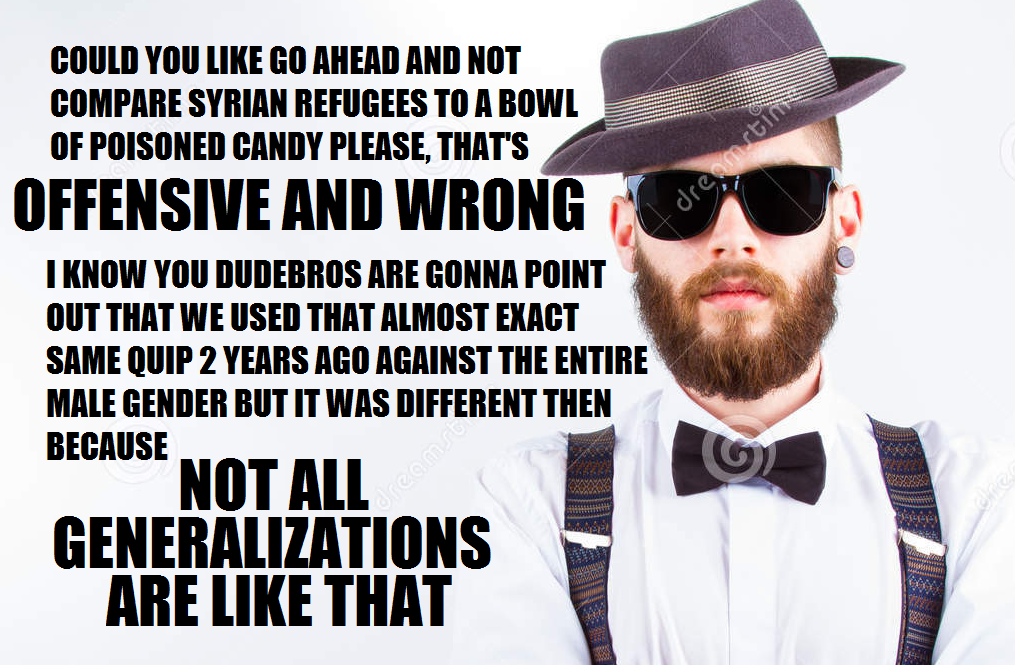 COULD YOU LIKE GO AHEAD AND NOT
COMPARE SYRIAN REFUGEES TO A BOWL
OF POISONED CANDY PLEASE, THAT'S
OFFENSIVE AND WRONG
I KNOW YOU DUDEBROS ARE GONNA POINT
OUT THAT WE USED THAT ALMOST EXACT
SAME QUIP 2 YEARS AGO AGAINST THE ENTIRE
MALE GENDER BUT IT WAS DIFFERENT THEN
BECAUSE
NOT ALL
GENERALIZATIONS
ARE LIKE THAT
dreamstime